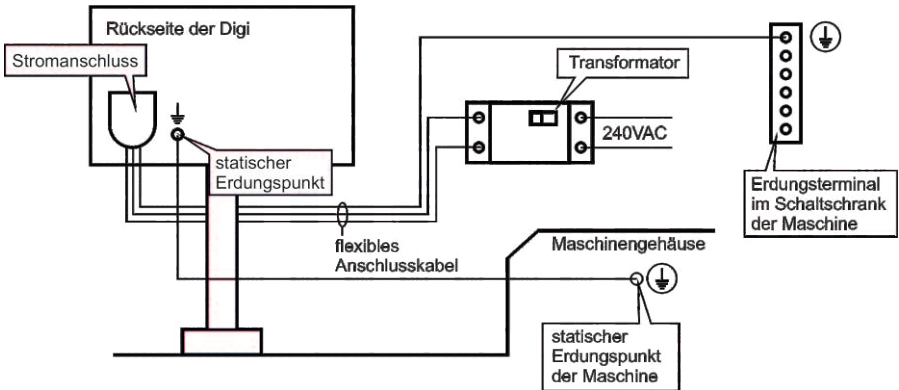 Rückseite der Digi
Stromanschluss
statischer
Erdungspunkt
Transformator
240VAC
Erdungsterminal
im Schaltschrank
der Maschine
flexibles
Anschlusskabel
Maschinengehäuse
statischer
Erdungspunkt
der Maschine